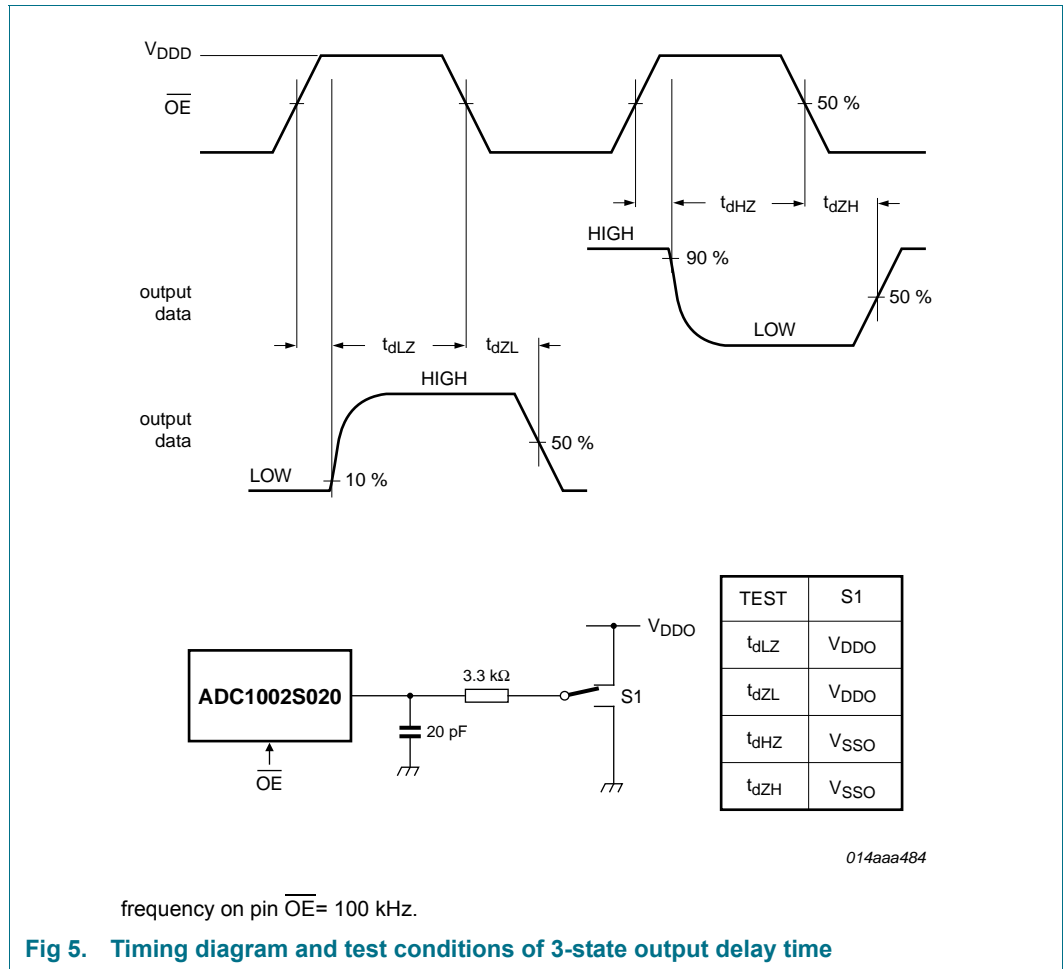 VDDD
OE
50 %
tdHZ
tdZH
HIGH
90 %
output
data
50 %
LOW
tdLZ
tdZL
HIGH
output
data
50 %
LOW
10 %
TEST S1
tdLZ VDDO
tdZL VDDO
tdHZ VSSO
tdZH VSSO
VDDO
3.3 kΩ
ADC1002S020
S1
20 pF
OE
014aaa484
frequency on pin OE= 100 kHz.
Fig 5. Timing diagram and test conditions of 3-state output delay time